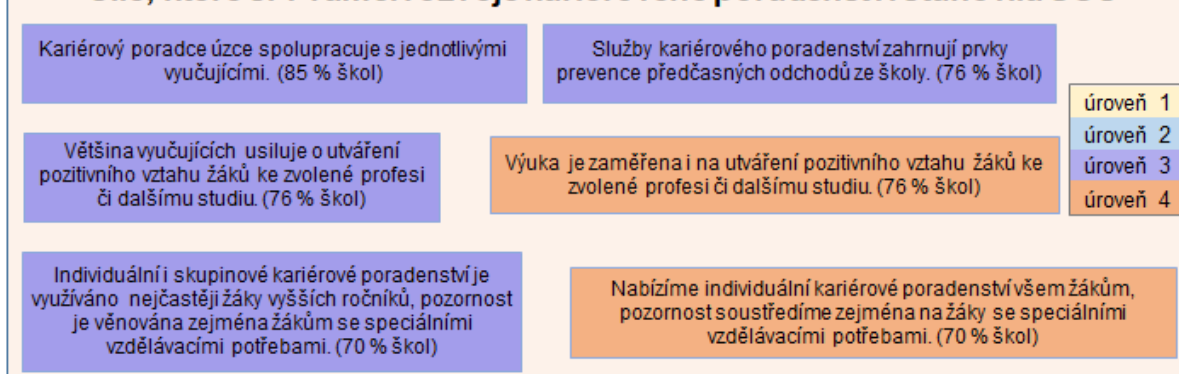 Kariérový poradce úzce spolupracuje s jednotlivými
vyučujícími. (85 % škol)
Služby kariérového poradenství zahrnují prvky
prevence předčasných odchodů ze školy. (76 % škol)
úroveň 1
úroveň 2
úroveň 3
úroveň 4
Většina vyučujících usiluje o utváření
pozitivního vztahu žáků ke zvolené profesi
či dalšímu studiu. (76 % škol)
Výuka je zaměřena i na utváření pozitivního vztahu žáků ke
zvolené profesi či dalšímu studiu. (76 % škol)
Individuální i skupinové kariérové poradenství je
využíváno nejčastěji žáky vyšších ročníků, pozornost
je věnována zejména žákům se speciálními
vzdělávacími potřebami. (70 % škol)
Nabízíme individuální kariérové poradenství všem žákům,
pozornost soustředíme zejména na žáky se speciálními
vzdělávacími potřebami. (70 % škol)